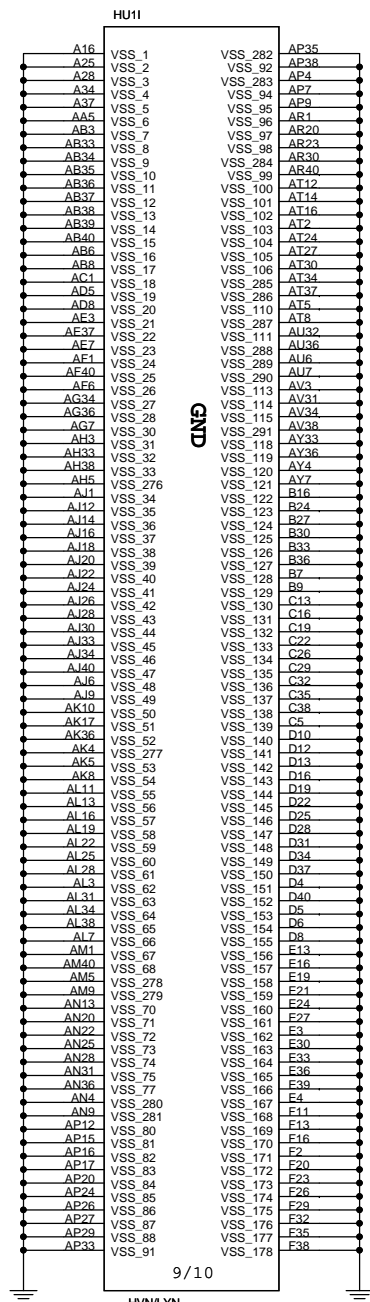 HU1I
A16 VSS_1 VSS_282 AP35
A25 VSS_2 VSS_92 AP38
A28 VSS_3 VSS_283 AP4
A34 VSS_4 VSS_94 AP7
A37 VSS_5 VSS_95 AP9
AA5 VSS_6 VSS_96 AR1
AB3 VSS_7 VSS_97 AR20
AB33 VSS_8 VSS_98 AR23
AB34 VSS_9 VSS_284 AR30
AB35 VSS_10 VSS_99 AR40
AB36 VSS_11 VSS_100 AT12
AB37 VSS_12 VSS_101 AT14
AB38 VSS_13 VSS_102 AT16
AB39 VSS_14 VSS_103 AT2
AB40 VSS_15 VSS_104 AT24
AB6 VSS_16 VSS_105 AT27
AB8 VSS_17 VSS_106 AT30
AC1 VSS_18 VSS_285 AT34
AD5 VSS_19 VSS_286 AT37
AD8 VSS_20 VSS_110 AT5
AE3 VSS_21 VSS_287 AT8
AE37 VSS_22 VSS_111 AU32
AE7 VSS_23 VSS_288 AU36
AF1 VSS_24 VSS_289 AU6
AF40 VSS_25 VSS_290 AU7
AF6 VSS_26 VSS_113 AV3
AG34 VSS_27 VSS_114 AV31
AG36 VSS_28 VSS_115 AV34
AG7 VSS_30 VSS_291 AV38
AH3 VSS_31 VSS_118 AY33
AH33 VSS_32 VSS_119 AY36
AH38 VSS_33 VSS_120 AY4
AH5 VSS_276 VSS_121 AY7
AJ1 VSS_34 VSS_122 B16
AJ12 VSS_35 VSS_123 B24
AJ14 VSS_36 VSS_124 B27
AJ16 VSS_37 VSS_125 B30
AJ18 VSS_38 VSS_126 B33
AJ20 VSS_39 VSS_127 B36
AJ22 VSS_40 VSS_128 B7
AJ24 VSS_41 VSS_129 B9
AJ26 VSS_42 VSS_130 C13
AJ28 VSS_43 VSS_131 C16
AJ30 VSS_44 VSS_132 C19
AJ33 VSS_45 VSS_133 C22
AJ34 VSS_46 VSS_134 C26
AJ40 VSS_47 VSS_135 C29
AJ6 VSS_48 VSS_136 C32
AJ9 VSS_49 VSS_137 C35
AK10 VSS_50 VSS_138 C38
AK17 VSS_51 VSS_139 C5
AK36 VSS_52 VSS_140 D10
AK4 VSS_277 VSS_141 D12
AK5 VSS_53 VSS_142 D13
AK8 VSS_54 VSS_143 D16
AL11 VSS_55 VSS_144 D19
AL13 VSS_56 VSS_145 D22
AL16 VSS_57 VSS_146 D25
AL19 VSS_58 VSS_147 D28
AL22 VSS_59 VSS_148 D31
AL25 VSS_60 VSS_149 D34
AL28 VSS_61 VSS_150 D37
AL3 VSS_62 VSS_151 D4
AL31 VSS_63 VSS_152 D40
AL34 VSS_64 VSS_153 D5
AL38 VSS_65 VSS_154 D6
AL7 VSS_66 VSS_155 D8
AM1 VSS_67 VSS_156 E13
AM40 VSS_68 VSS_157 E16
AM5 VSS_278 VSS_158 E19
AM9 VSS_279 VSS_159 E21
AN13 VSS_70 VSS_160 E24
AN20 VSS_71 VSS_161 E27
AN22 VSS_72 VSS_162 E3
AN25 VSS_73 VSS_163 E30
AN28 VSS_74 VSS_164 E33
AN31 VSS_75 VSS_165 E36
AN36 VSS_77 VSS_166 E39
AN4 VSS_280 VSS_167 E4
AN9 VSS_281 VSS_168 F11
AP12 VSS_80 VSS_169 F13
AP15 VSS_81 VSS_170 F16
AP16 VSS_82 VSS_171 F2
AP17 VSS_83 VSS_172 F20
AP20 VSS_84 VSS_173 F23
AP24 VSS_85 VSS_174 F26
AP26 VSS_86 VSS_175 F29
AP27 VSS_87 VSS_176 F32
AP29 VSS_88 VSS_177 F35
AP33 VSS_91 VSS_178 F38
GND
9/10